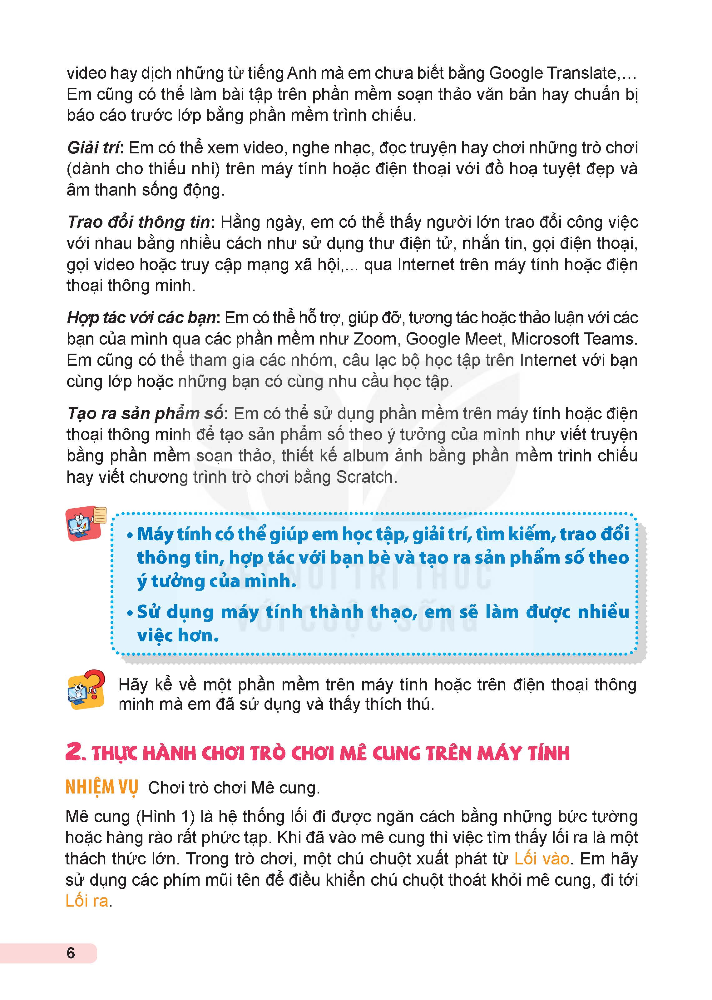 video hay dịch những từ tiếng Anh mà em chưa biết bằng Google Translate,...
Em cũng có thể làm bài tập trên phần mềm soạn thảo văn bản hay chuẩn bị
báo cáo trước lớp bằng phần mềm trình chiếu.
Giải trí: Em có thể xem video, nghe nhạc, đọc truyện hay chơi những trò chơi
(dành cho thiếu nhi) trên máy tính hoặc điện thoại với đồ hoạ tuyệt đẹp và
âm thanh sống động.
Trao đổi thông tin: Hằng ngày, em có thể thấy người lớn trao đổi công việc
với nhau bằng nhiều cách như sử dụng thư điện tử, nhắn tin, gọi điện thoại,
gọi video hoặc truy cập mạng xã hội,... qua Internet trên máy tính hoặc điện
thoại thông minh.
Hợp tác với các bạn: Em có thể hỗ trợ, giúp đỡ, tương tác hoặc thảo luận với các
bạn của mình qua các phần mềm như Zoom, Google Meet, Microsoft Teams.
Em cũng có thể tham gia các nhóm, câu lạc bộ học tập trên Internet với bạn
cùng lớp hoặc những bạn có cùng nhu cầu học tập.
Tạo ra sản phẩm số: Em có thể sử dụng phần mềm trên máy tính hoặc điện
thoại thông minh để tạo sản phẩm số theo ý tưởng của mình như viết truyện
bằng phần mềm soạn thảo, thiết kế album ảnh bằng phần mềm trình chiếu
hay viết chương trình trò chơi bằng Scratch.
• Máy tính có thể giúp em học tập, giải trí, tìm kiếm, trao đổi
thông tin, hợp tác với bạn bè và tạo ra sản phẩm số theo
ý tưởng của mình.
• Sử dụng máy tính thành thạo, em sẽ làm được nhiều
việc hơn.
KẾT NỐI TRI THỨC
VỚI CUỘC SỐNG
Hãy kể về một phần mềm trên máy tính hoặc trên điện thoại thông
minh mà em đã sử dụng và thấy thích thú.
2. THỰC HÀNH CHƠI TRÒ CHƠI MÊ CUNG TRÊN MÁY TÍNH
NHIỆM VỤ Chơi trò chơi Mê cung.
Mê cung (Hình 1) là hệ thống lối đi được ngăn cách bằng những bức tường
hoặc hàng rào rất phức tạp. Khi đã vào mê cung thì việc tìm thấy lối ra là một
thách thức lớn. Trong trò chơi, một chú chuột xuất phát từ Lối vào. Em hãy
sử dụng các phím mũi tên để điều khiển chú chuột thoát khỏi mê cung, đi tới
Lối ra.
6